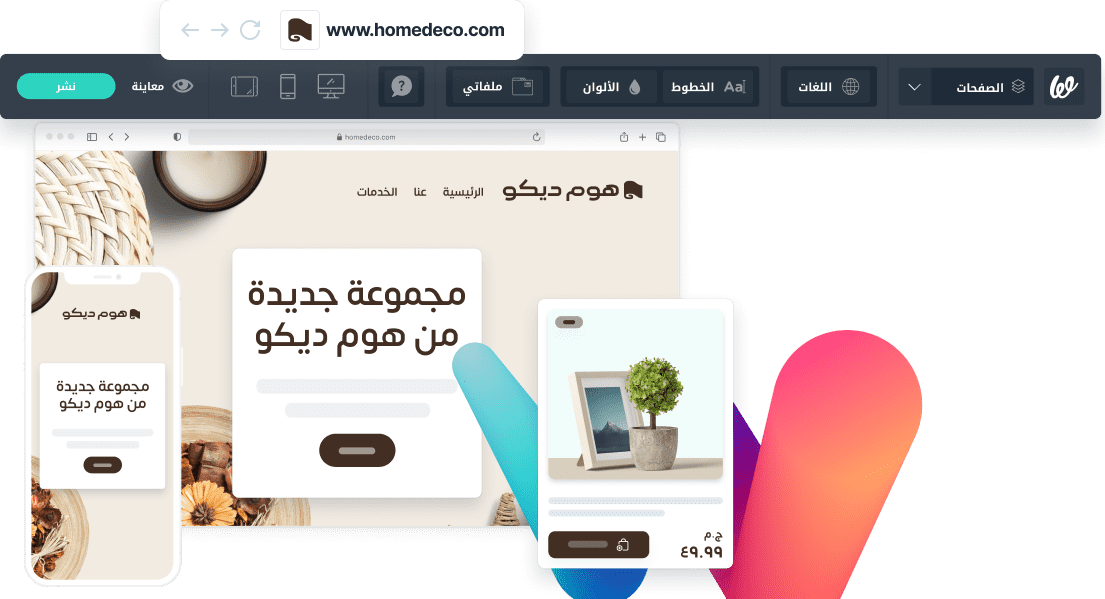 www.homedeco.com
الصفحات
اللغات
الخطوط
Aa
الألوان
ملفاتي
?
معاينة
نشر
homedeco.com
هوم ديكو
الرئيسية
عنا
الخدمات
مجموعة جديدة
من هوم ديكو
هوم ديكو
مجموعة جديدة
من هوم ديكو
ج.م
٤٩.٩٩